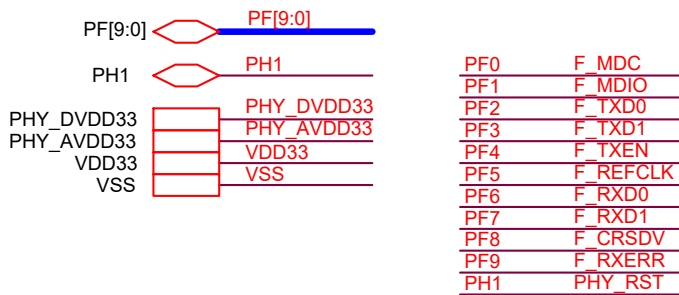 PF[9:0] PF[9:0]
PH1 PH1
PHY_DVDD33 PHY_DVDD33
PHY_AVDD33 PHY_AVDD33
VDD33 VDD33
VSS VSS
PF0 F_MDC
PF1 F_MDIO
PF2 F_TXD0
PF3 F_TXD1
PF4 F_TXEN
PF5 F_REFCLK
PF6 F_RXD0
PF7 F_RXD1
PF8 F_CRSDV
PF9 F_RXERR
PH1 PHY_RST